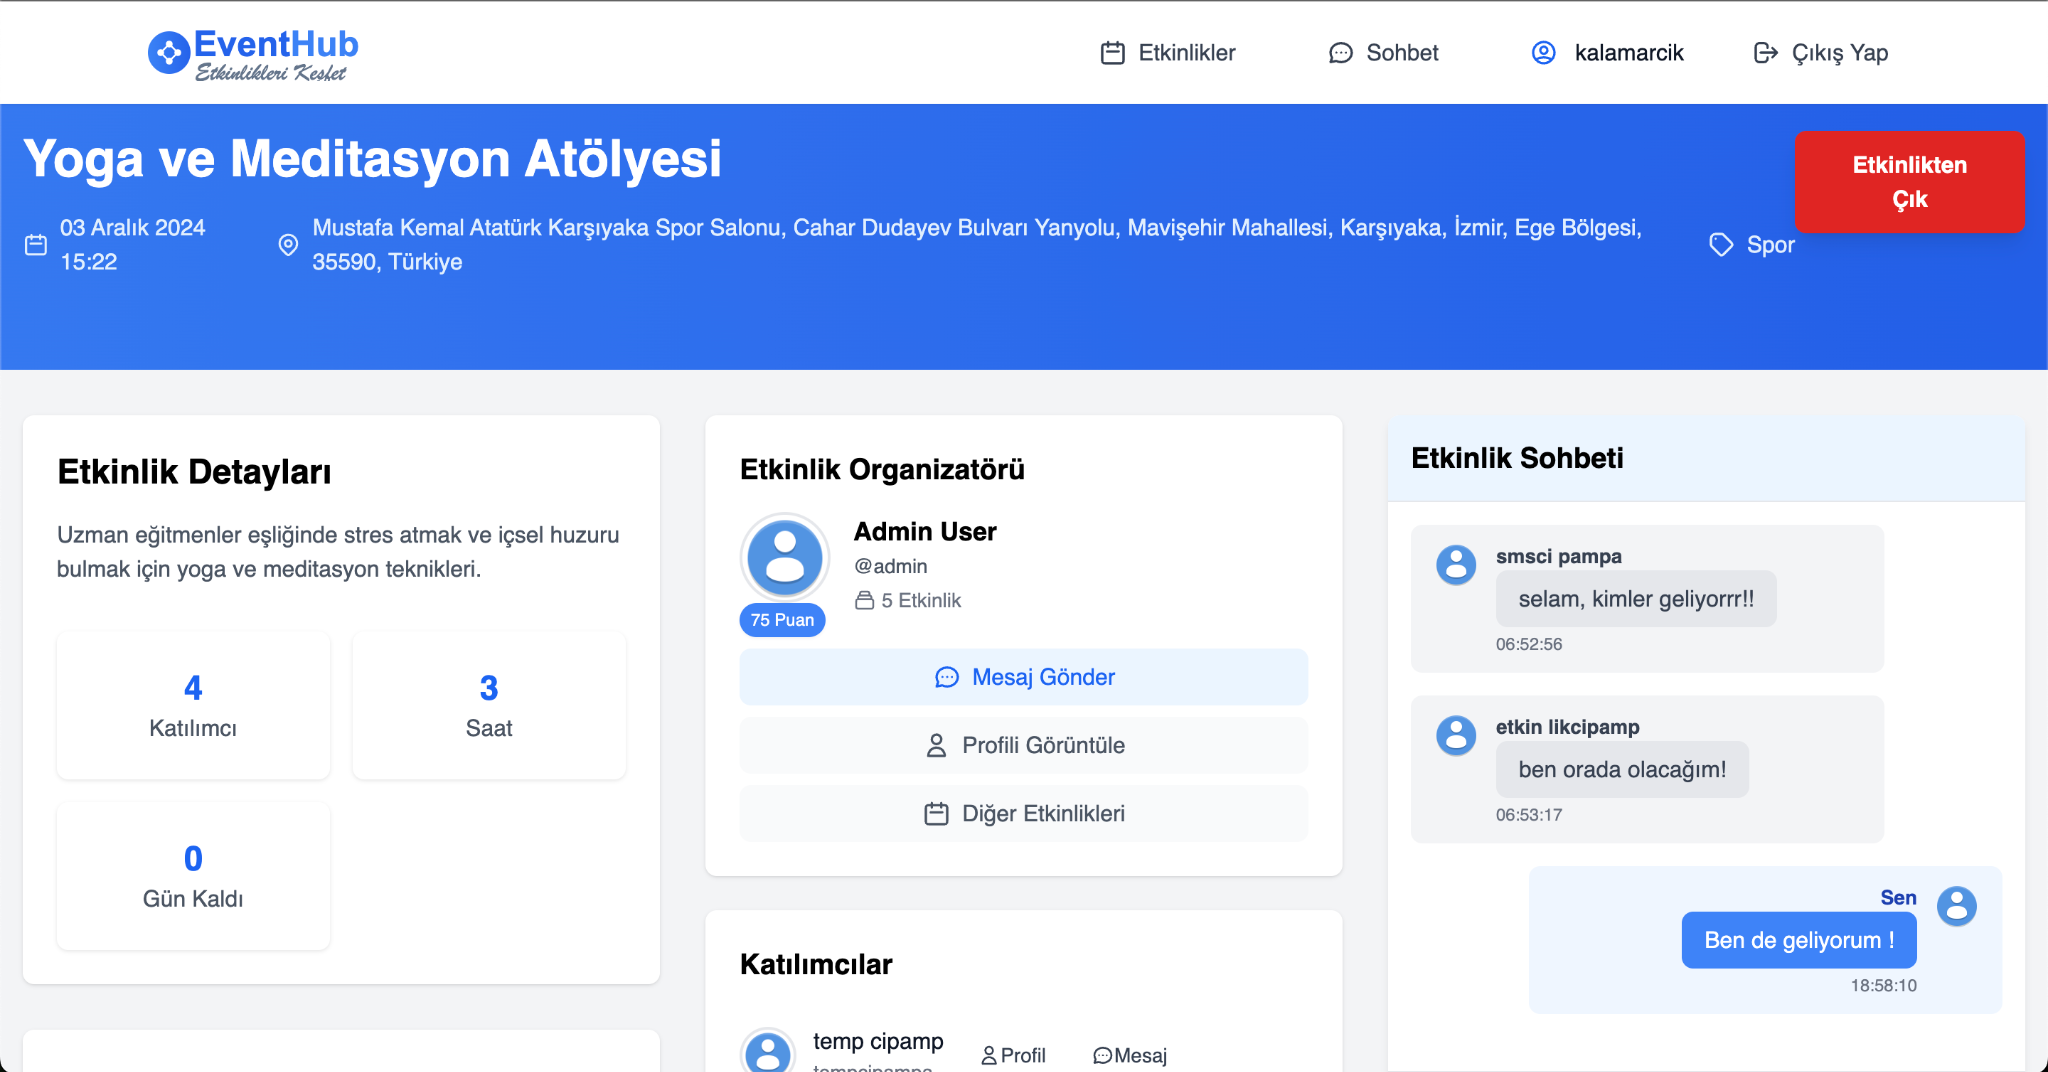 EventHub
Etkinlikleri Keşfet
Etkinlikler
Sohbet
kalamarcik
Çıkış Yap
Yoga ve Meditasyon Atölyesi
03 Aralık 2024
15:22
Mustafa Kemal Atatürk Karşıyaka Spor Salonu, Cahar Dudayev Bulvarı Yanyolu, Mavişehir Mahallesi, Karşıyaka, İzmir, Ege Bölgesi,
35590, Türkiye
Spor
Etkinlikten
Çık
Etkinlik Detayları
Uzman eğitmenler eşliğinde stres atmak ve içsel huzuru
bulmak için yoga ve meditasyon teknikleri.
4
Katılımcı
3
Saat
0
Gün Kaldı
Etkinlik Organizatörü
Admin User
@admin
5 Etkinlik
75 Puan
Mesaj Gönder
Profili Görüntüle
Diğer Etkinlikleri
Katılımcılar
temp cipamp
tempcipampa
Profil
Mesaj
Etkinlik Sohbeti
smsci pampa
selam, kimler geliyorrr!!
06:52:56
etkin likcipamp
ben orada olacağım!
06:53:17
Sen
Ben de geliyorum !
18:58:10